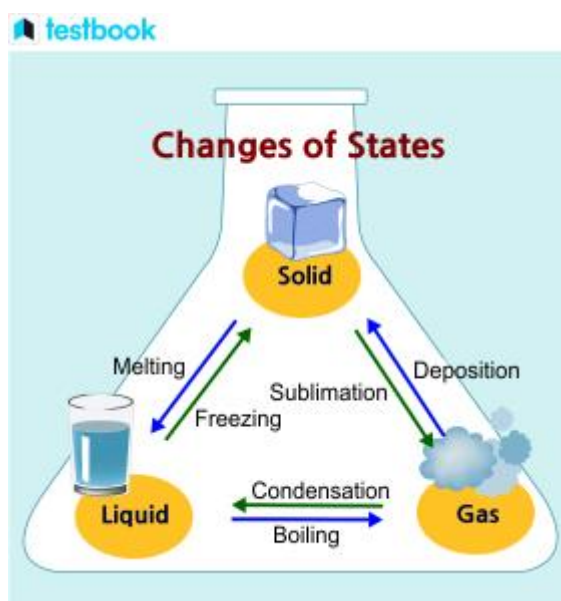 testbook
Changes of States
Solid
Melting
Deposition
Sublimation
Freezing
Condensation
Liquid
Gas
Boiling